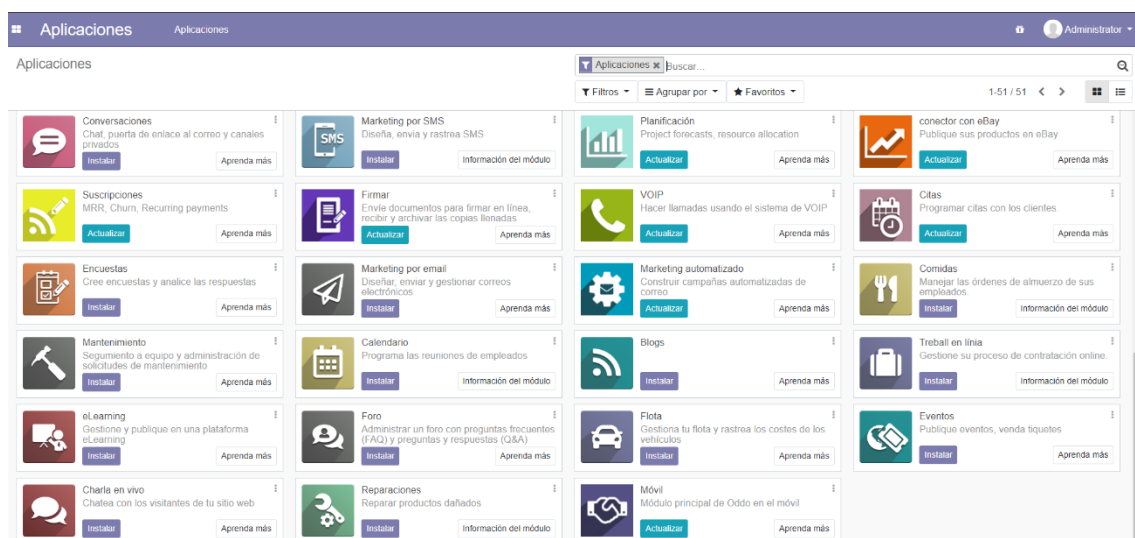 Aplicaciones
Aplicaciones
Administrator
Aplicaciones
Aplicaciones
Buscar...
Filtros
Agrupar por
Favoritos
1-51 / 51
Conversaciones
Chat, puerta de enlace al correo y canales
privados
Instalar
Aprenda más
Marketing por SMS
Diseña, envia y rastrea SMS
SMS
Instalar
Información del módulo
Planificación
Project forecasts, resource allocation
Actualizar
Aprenda más
conector con eBay
Publique sus productos en eBay
Actualizar
Aprenda más
Suscripciones
MRR, Churn, Recurring payments
Actualizar
Aprenda más
Firmar
Envíe documentos para firmar en línea,
recibir y archivar las copias llenadas
Actualizar
Aprenda más
VOIP
Hacer llamadas usando el sistema de VOIP
Actualizar
Aprenda más
Citas
Programar citas con los clientes.
Actualizar
Aprenda más
Encuestas
Cree encuestas y analice las respuestas
Instalar
Aprenda más
Marketing por email
Diseñar, enviar y gestionar correos
electrónicos
Instalar
Aprenda más
Marketing automatizado
Construir campañas automatizadas de
correo
Actualizar
Aprenda más
Comidas
Manejar las órdenes de almuerzo de sus
empleados.
Instalar
Información del módulo
Mantenimiento
Segumiento a equipo y administración de
solicitudes de mantenimiento
Instalar
Aprenda más
Calendario
Programa las reuniones de empleados
Instalar
Información del módulo
Blogs
Instalar
Aprenda más
Treball en línia
Gestione su proceso de contratación online.
Instalar
Información del módulo
eLearning
Gestione y publique en una plataforma
eLearning
Instalar
Aprenda más
Foro
Administrar un foro con preguntas frecuentes
(FAQ) y preguntas y respuestas (Q&A)
Instalar
Aprenda más
Flota
Gestiona tu flota y rastrea los costes de los
vehículos
Instalar
Aprenda más
Eventos
Publique eventos, venda tiquetes
Instalar
Aprenda más
Charla en vivo
Chatea con los visitantes de tu sitio web
Instalar
Aprenda más
Reparaciones
Reparar productos dañados
Instalar
Información del módulo
Móvil
Módulo principal de Oddo en el móvil
Actualizar
Aprenda más